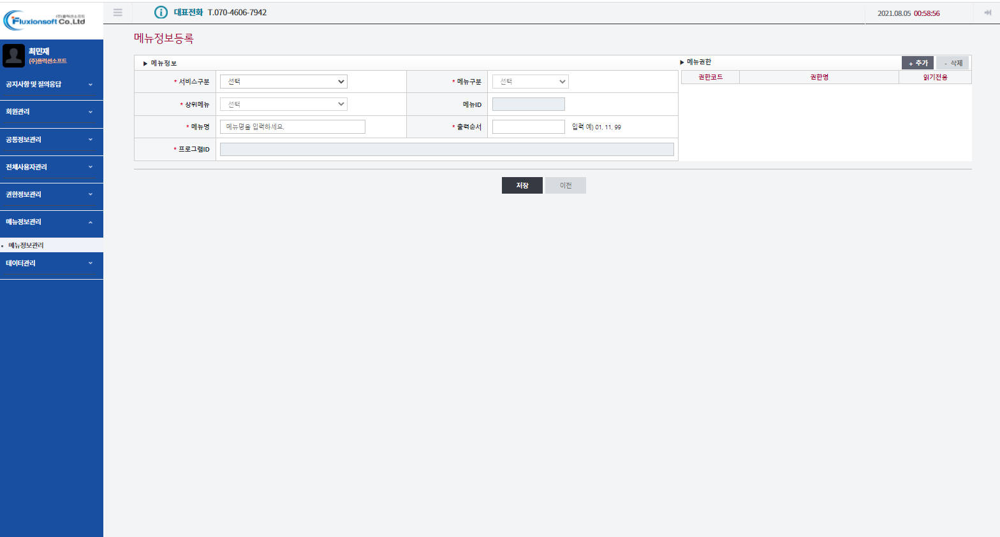 (주)플럭션소프트
Fluxionsoft Co.,Ltd
대표전화 T.070-4606-7942
2021.08.05 00:58:56
최민재
(주)플럭션소프트
공지사항 및 질의응답
회원관리
공통정보관리
전체사용자관리
권한정보관리
메뉴정보관리
메뉴정보관리
데이터관리
메뉴정보등록
▶ 메뉴정보
* 서비스구분 선택 * 메뉴구분 선택
* 상위메뉴 선택 메뉴ID
* 메뉴명 메뉴명을 입력하세요. * 출력순서 입력 예) 01, 11, 99
* 프로그램ID
▶ 메뉴권한 + 추가 - 삭제
권한코드 권한명 읽기전용
저장 이전